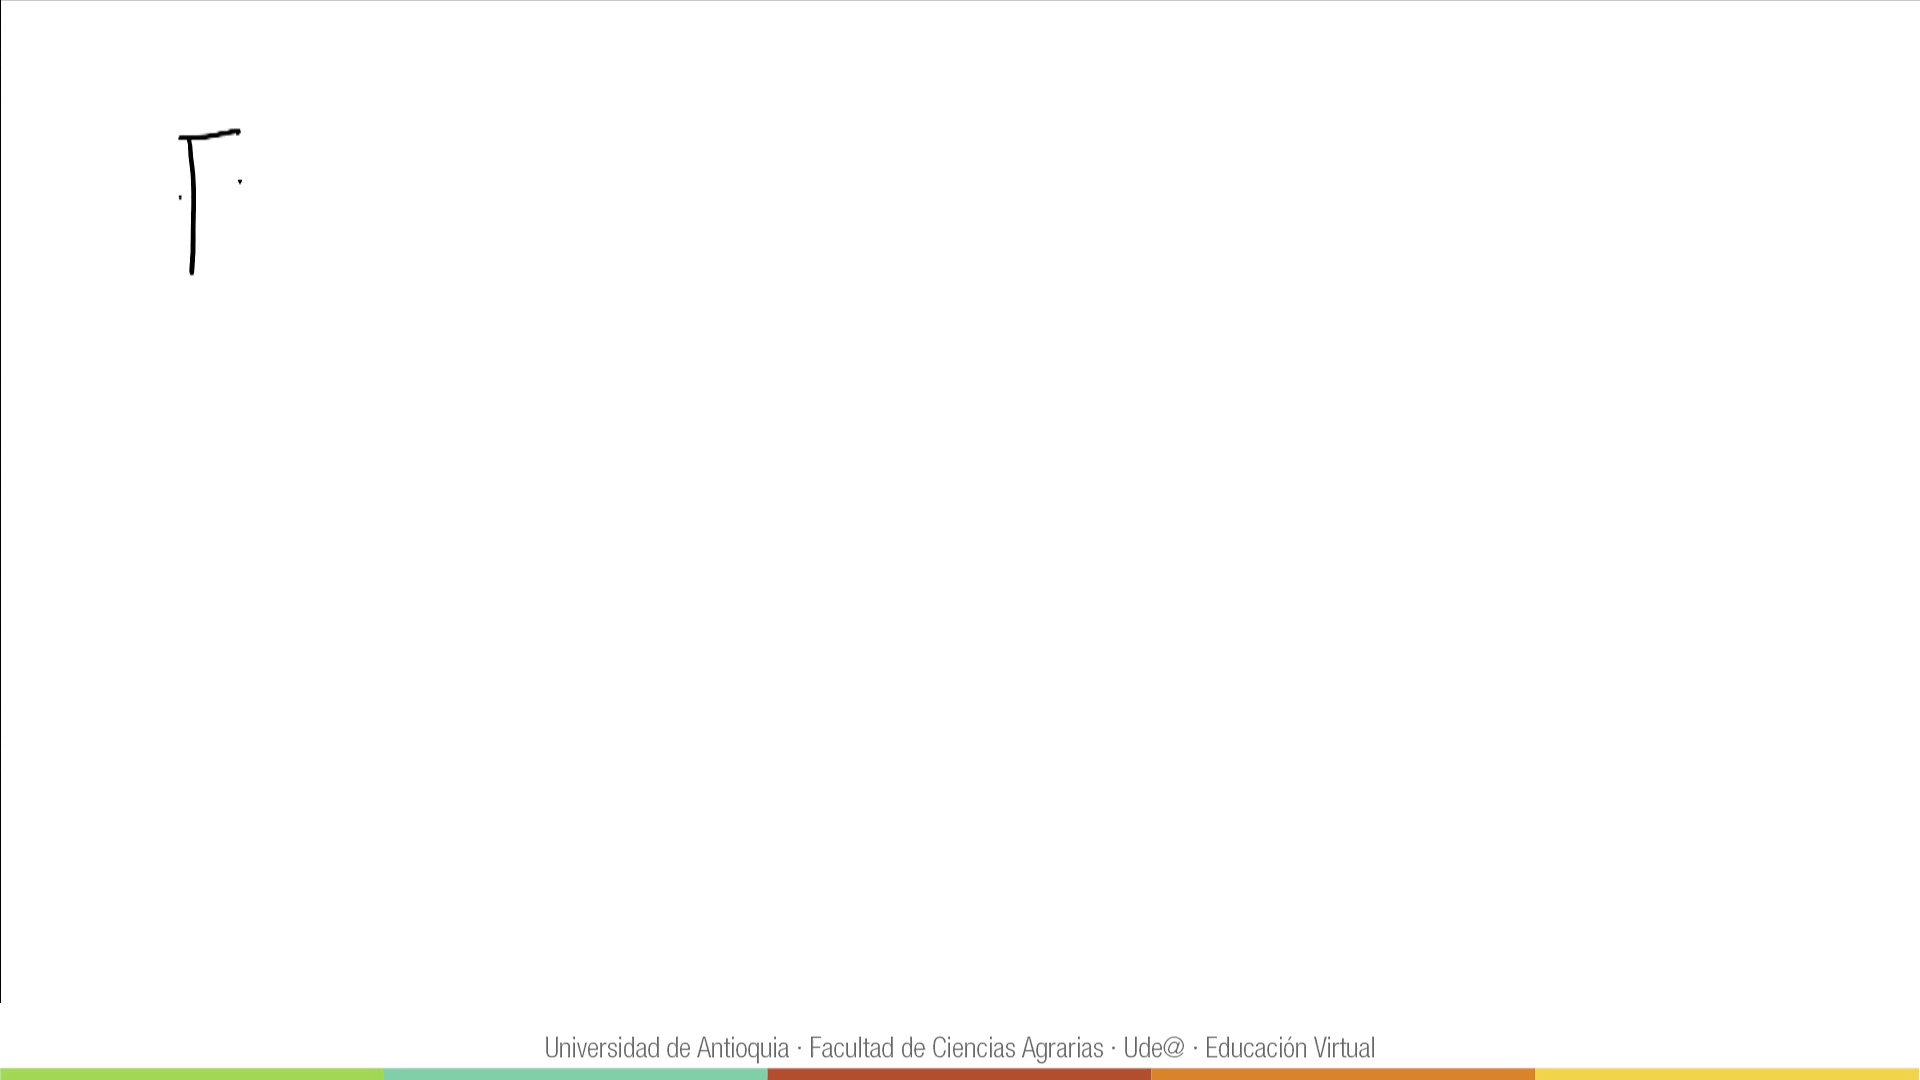 Universidad de Antioquia · Facultad de Ciencias Agrarias · Ude@ · Educación Virtual